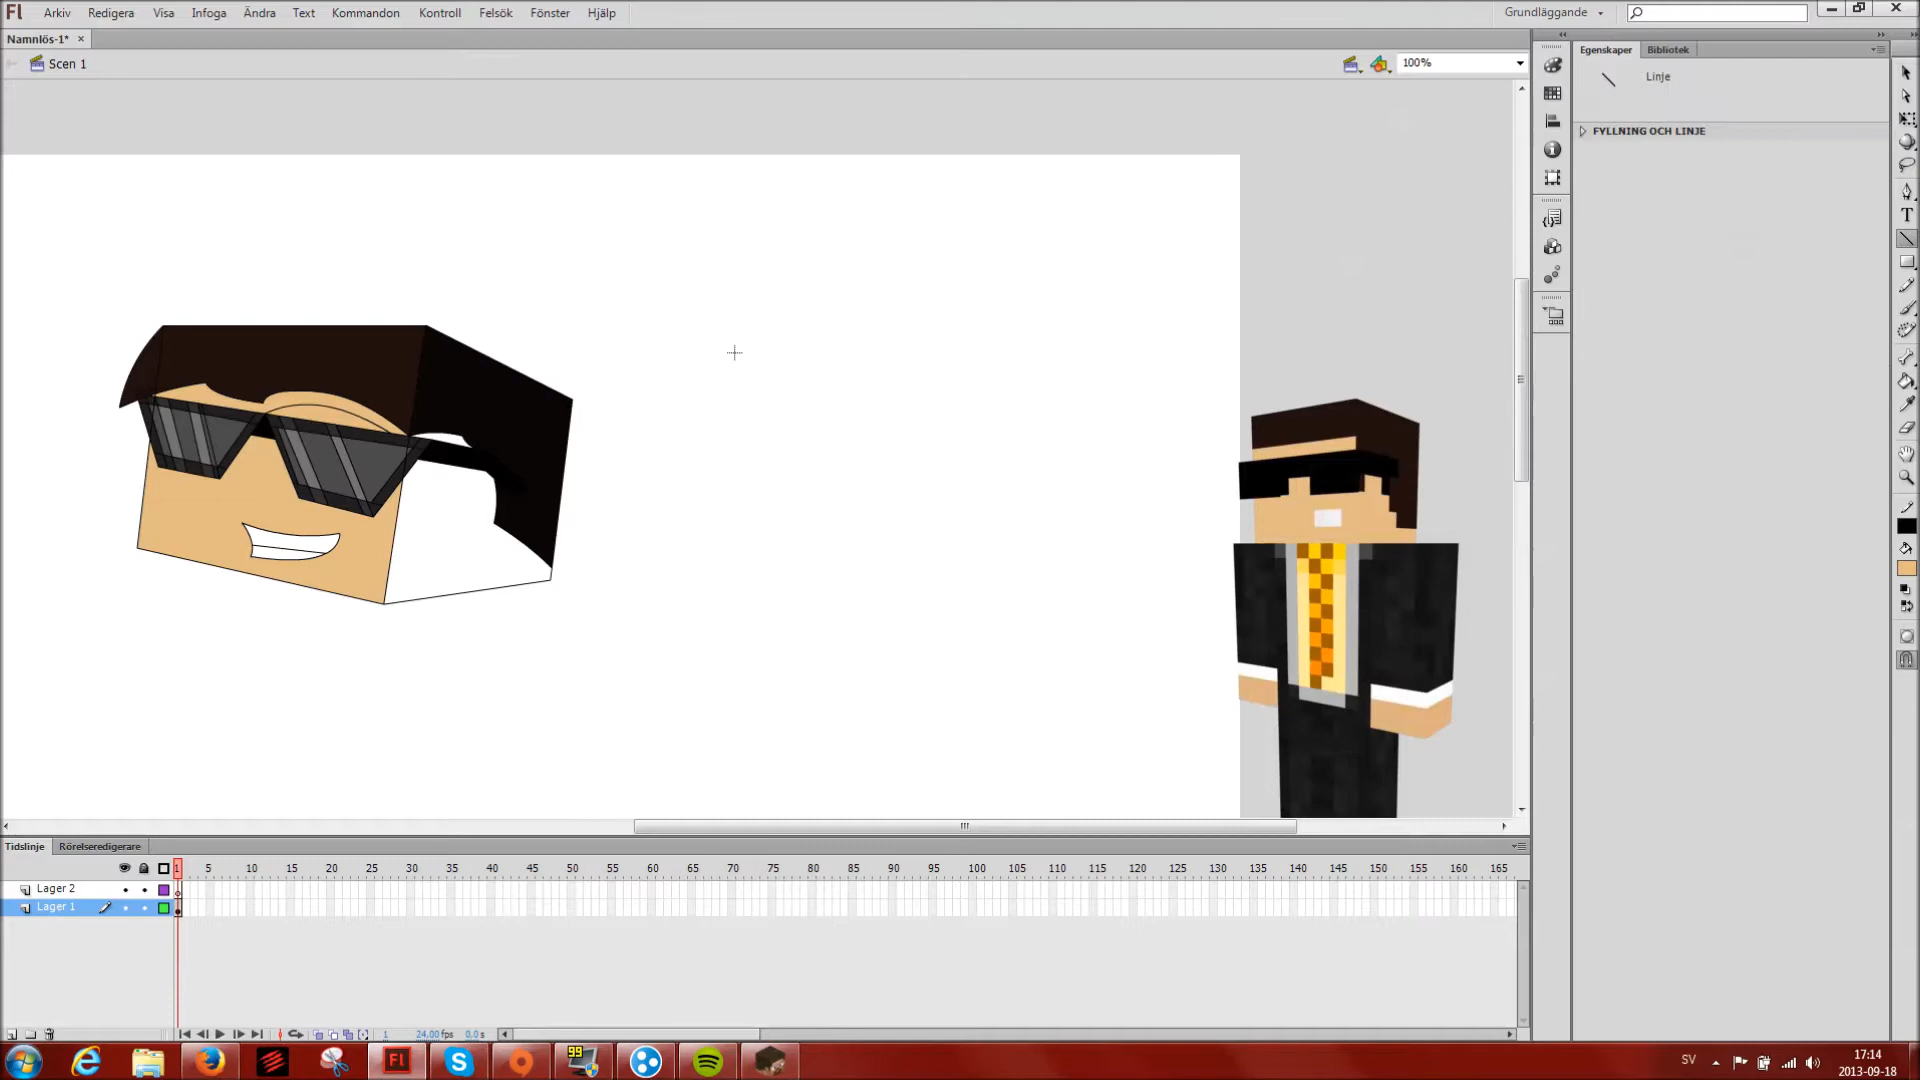 Fl Arkiv Redigera Visa Infoga Ändra Text Kommandon Kontroll Felsök Fönster Hjälp Grundläggande
Namnlös-1* ×
Scen 1 100%
Egenskaper Bibliotek
Linje
FYLLNING OCH LINJE
T
Tidslinje Rörelseredigerare
1 5 10 15 20 25 30 35 40 45 50 55 60 65 70 75 80 85 90 95 100 105 110 115 120 125 130 135 140 145 150 155 160 165
Lager 2
Lager 1
1 24.00 fps 0.0 s
99
Fl
SV
17:14
2013-09-18